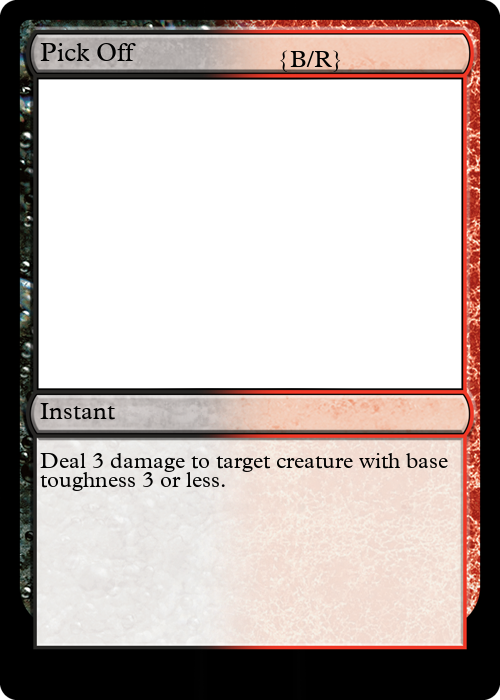 Pick Off {B/R}
Instant
Deal 3 damage to target creature with base
toughness 3 or less.